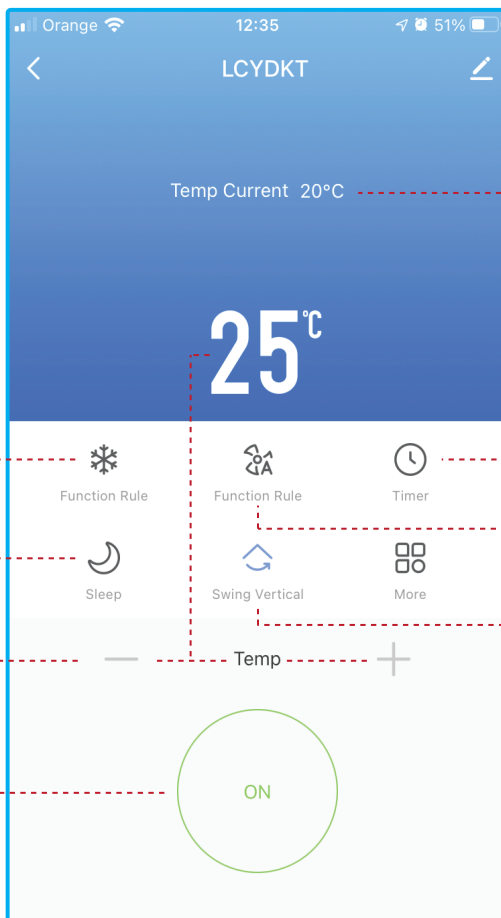 Orange 12:35 51%
LCYDKT
Temp Current 20°C
25°C
Function Rule Function Rule Timer
Sleep Swing Vertical More
Temp
ON